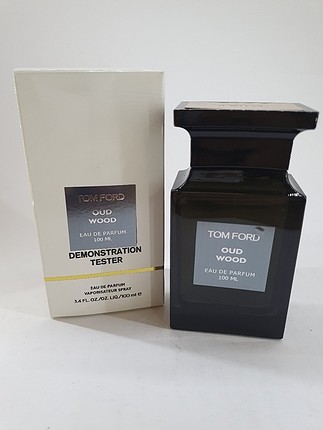 TOM FORD
OUD
WOOD
EAU DE PARFUM
100 ML
DEMONSTRATION
TESTER
EAU DE PARFUM
VAPORISATEUR SPRAY
3.4 FL. OZ./OZ. LIQ./100 ml e
TOM FORD
OUD
WOOD
EAU DE PARFUM
100 ML